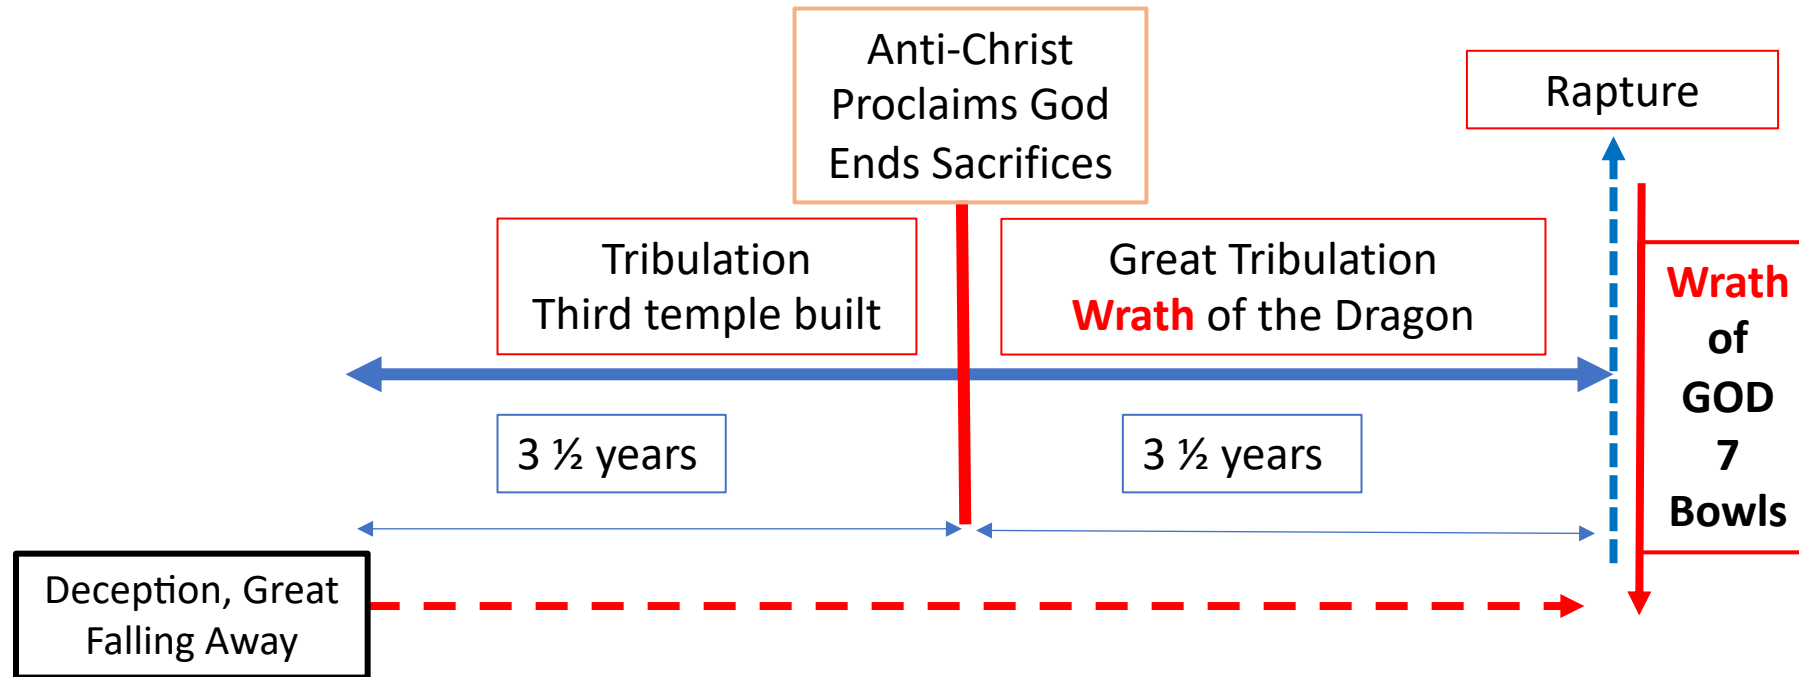 Anti-Christ
Proclaims God
Ends Sacrifices
Rapture
Tribulation
Third temple built
Great Tribulation
Wrath of the Dragon
Wrath
of
GOD
7
Bowls
3 ½ years
3 ½ years
Deception, Great
Falling Away